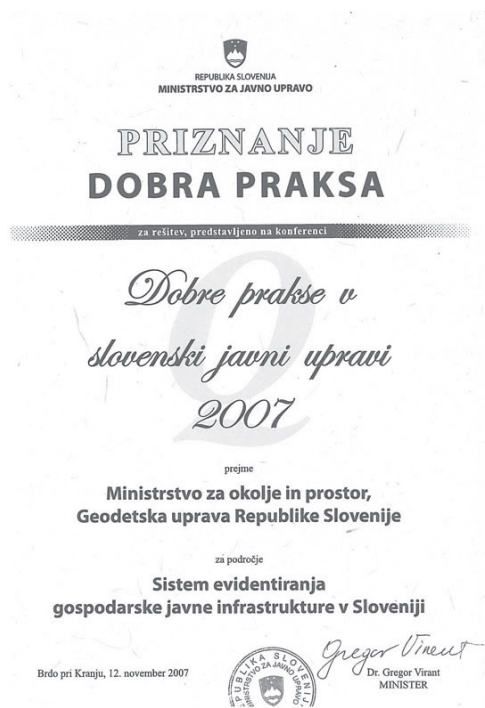 REPUBLIKA SLOVENIJA
MINISTRSTVO ZA JAVNO UPRAVO
PRIZNANJE
DOBRA PRAKSA
za rešitev, predstavljeno na konferenci
Dobre prakse v
slovenski javni upravi
2007
prejme
Ministrstvo za okolje in prostor,
Geodetska uprava Republike Slovenije
za področje
Sistem evidentiranja
gospodarske javne infrastrukture v Sloveniji
Gregor Virant
Brdo pri Kranju, 12. november 2007
Dr. Gregor Virant
MINISTER